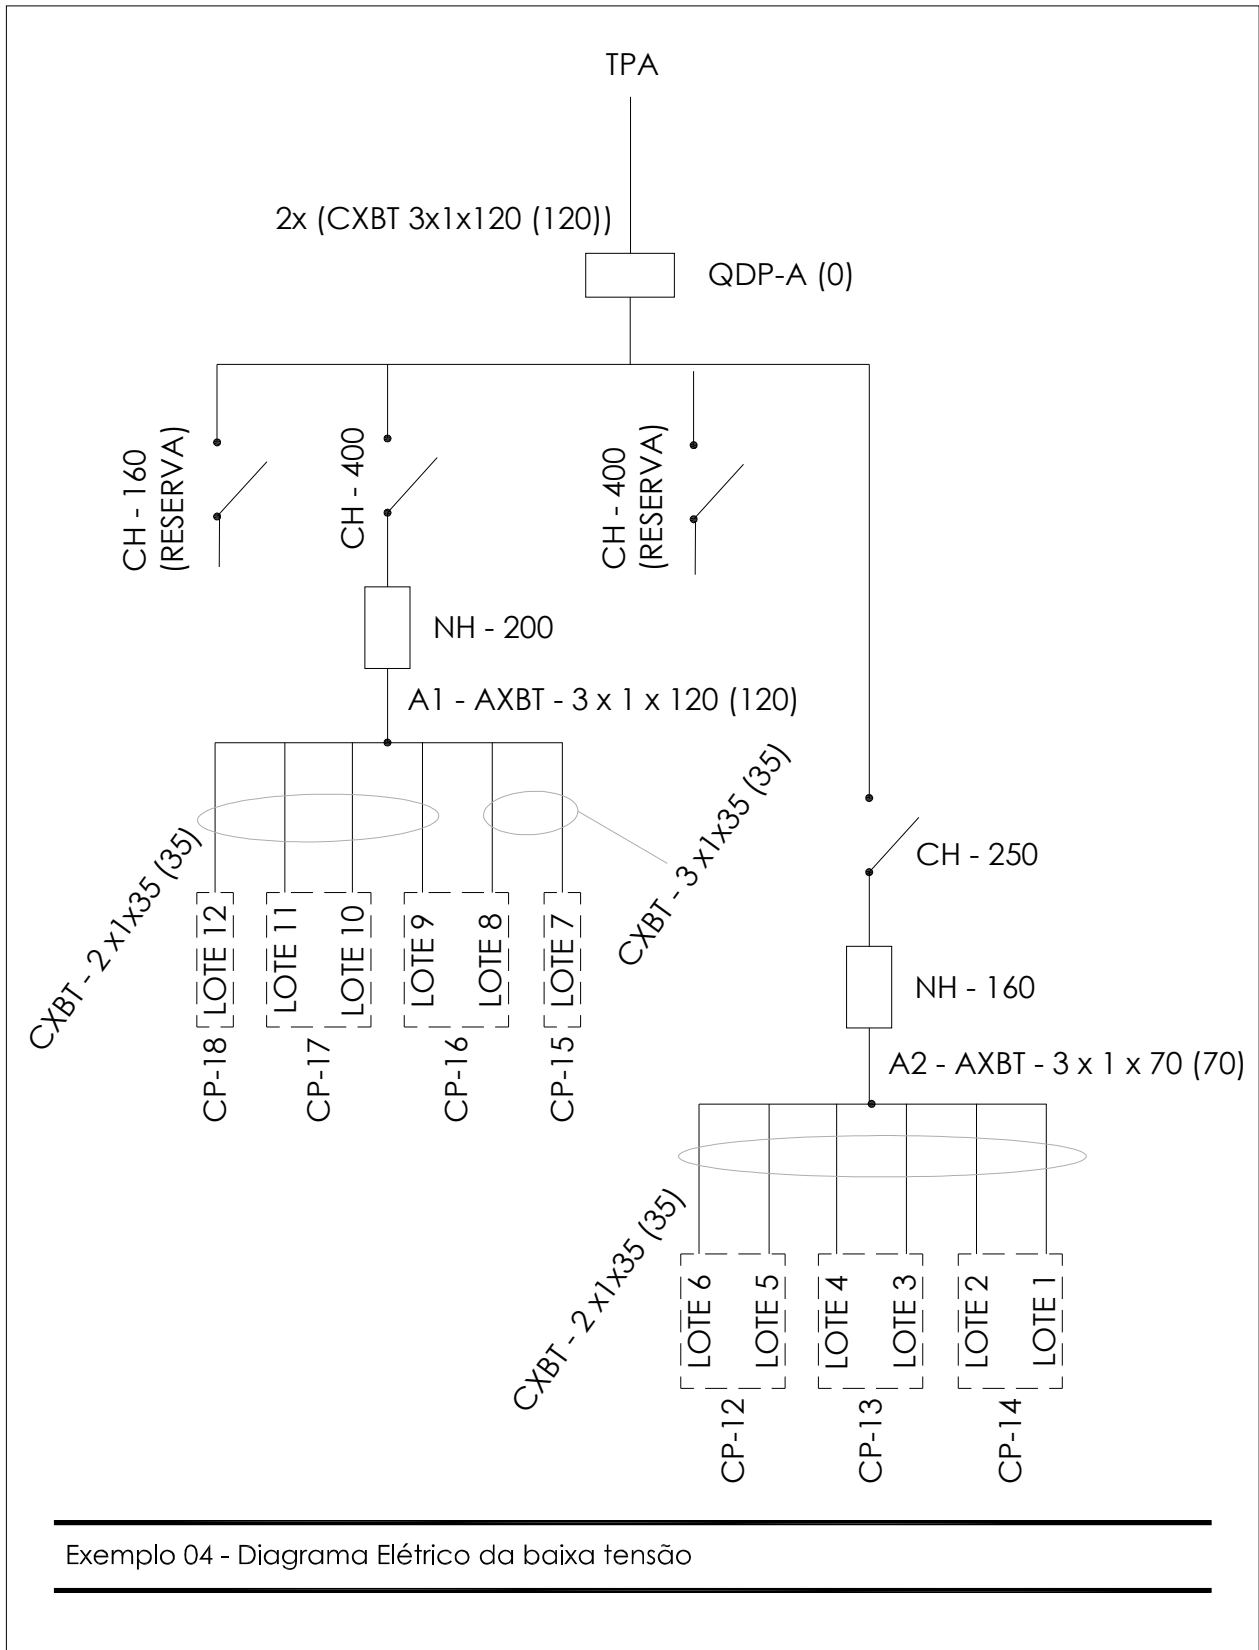 TPA
2x (CXBT 3x1x120 (120))
QDP-A (0)
CH - 160
(RESERVA)
CH - 400
CH - 400
(RESERVA)
NH - 200
A1 - AXBT - 3 x 1 x 120 (120)
CXBT - 2 x1x35 (35)
CXBT - 3 x1x35 (35)
CH - 250
LOTE 12
LOTE 11
LOTE 10
LOTE 9
LOTE 8
LOTE 7
NH - 160
CP-18
CP-17
CP-16
CP-15
A2 - AXBT - 3 x 1 x 70 (70)
CXBT - 2 x1x35 (35)
LOTE 6
LOTE 5
LOTE 4
LOTE 3
LOTE 2
LOTE 1
CP-12
CP-13
CP-14
Exemplo 04 - Diagrama Elétrico da baixa tensão